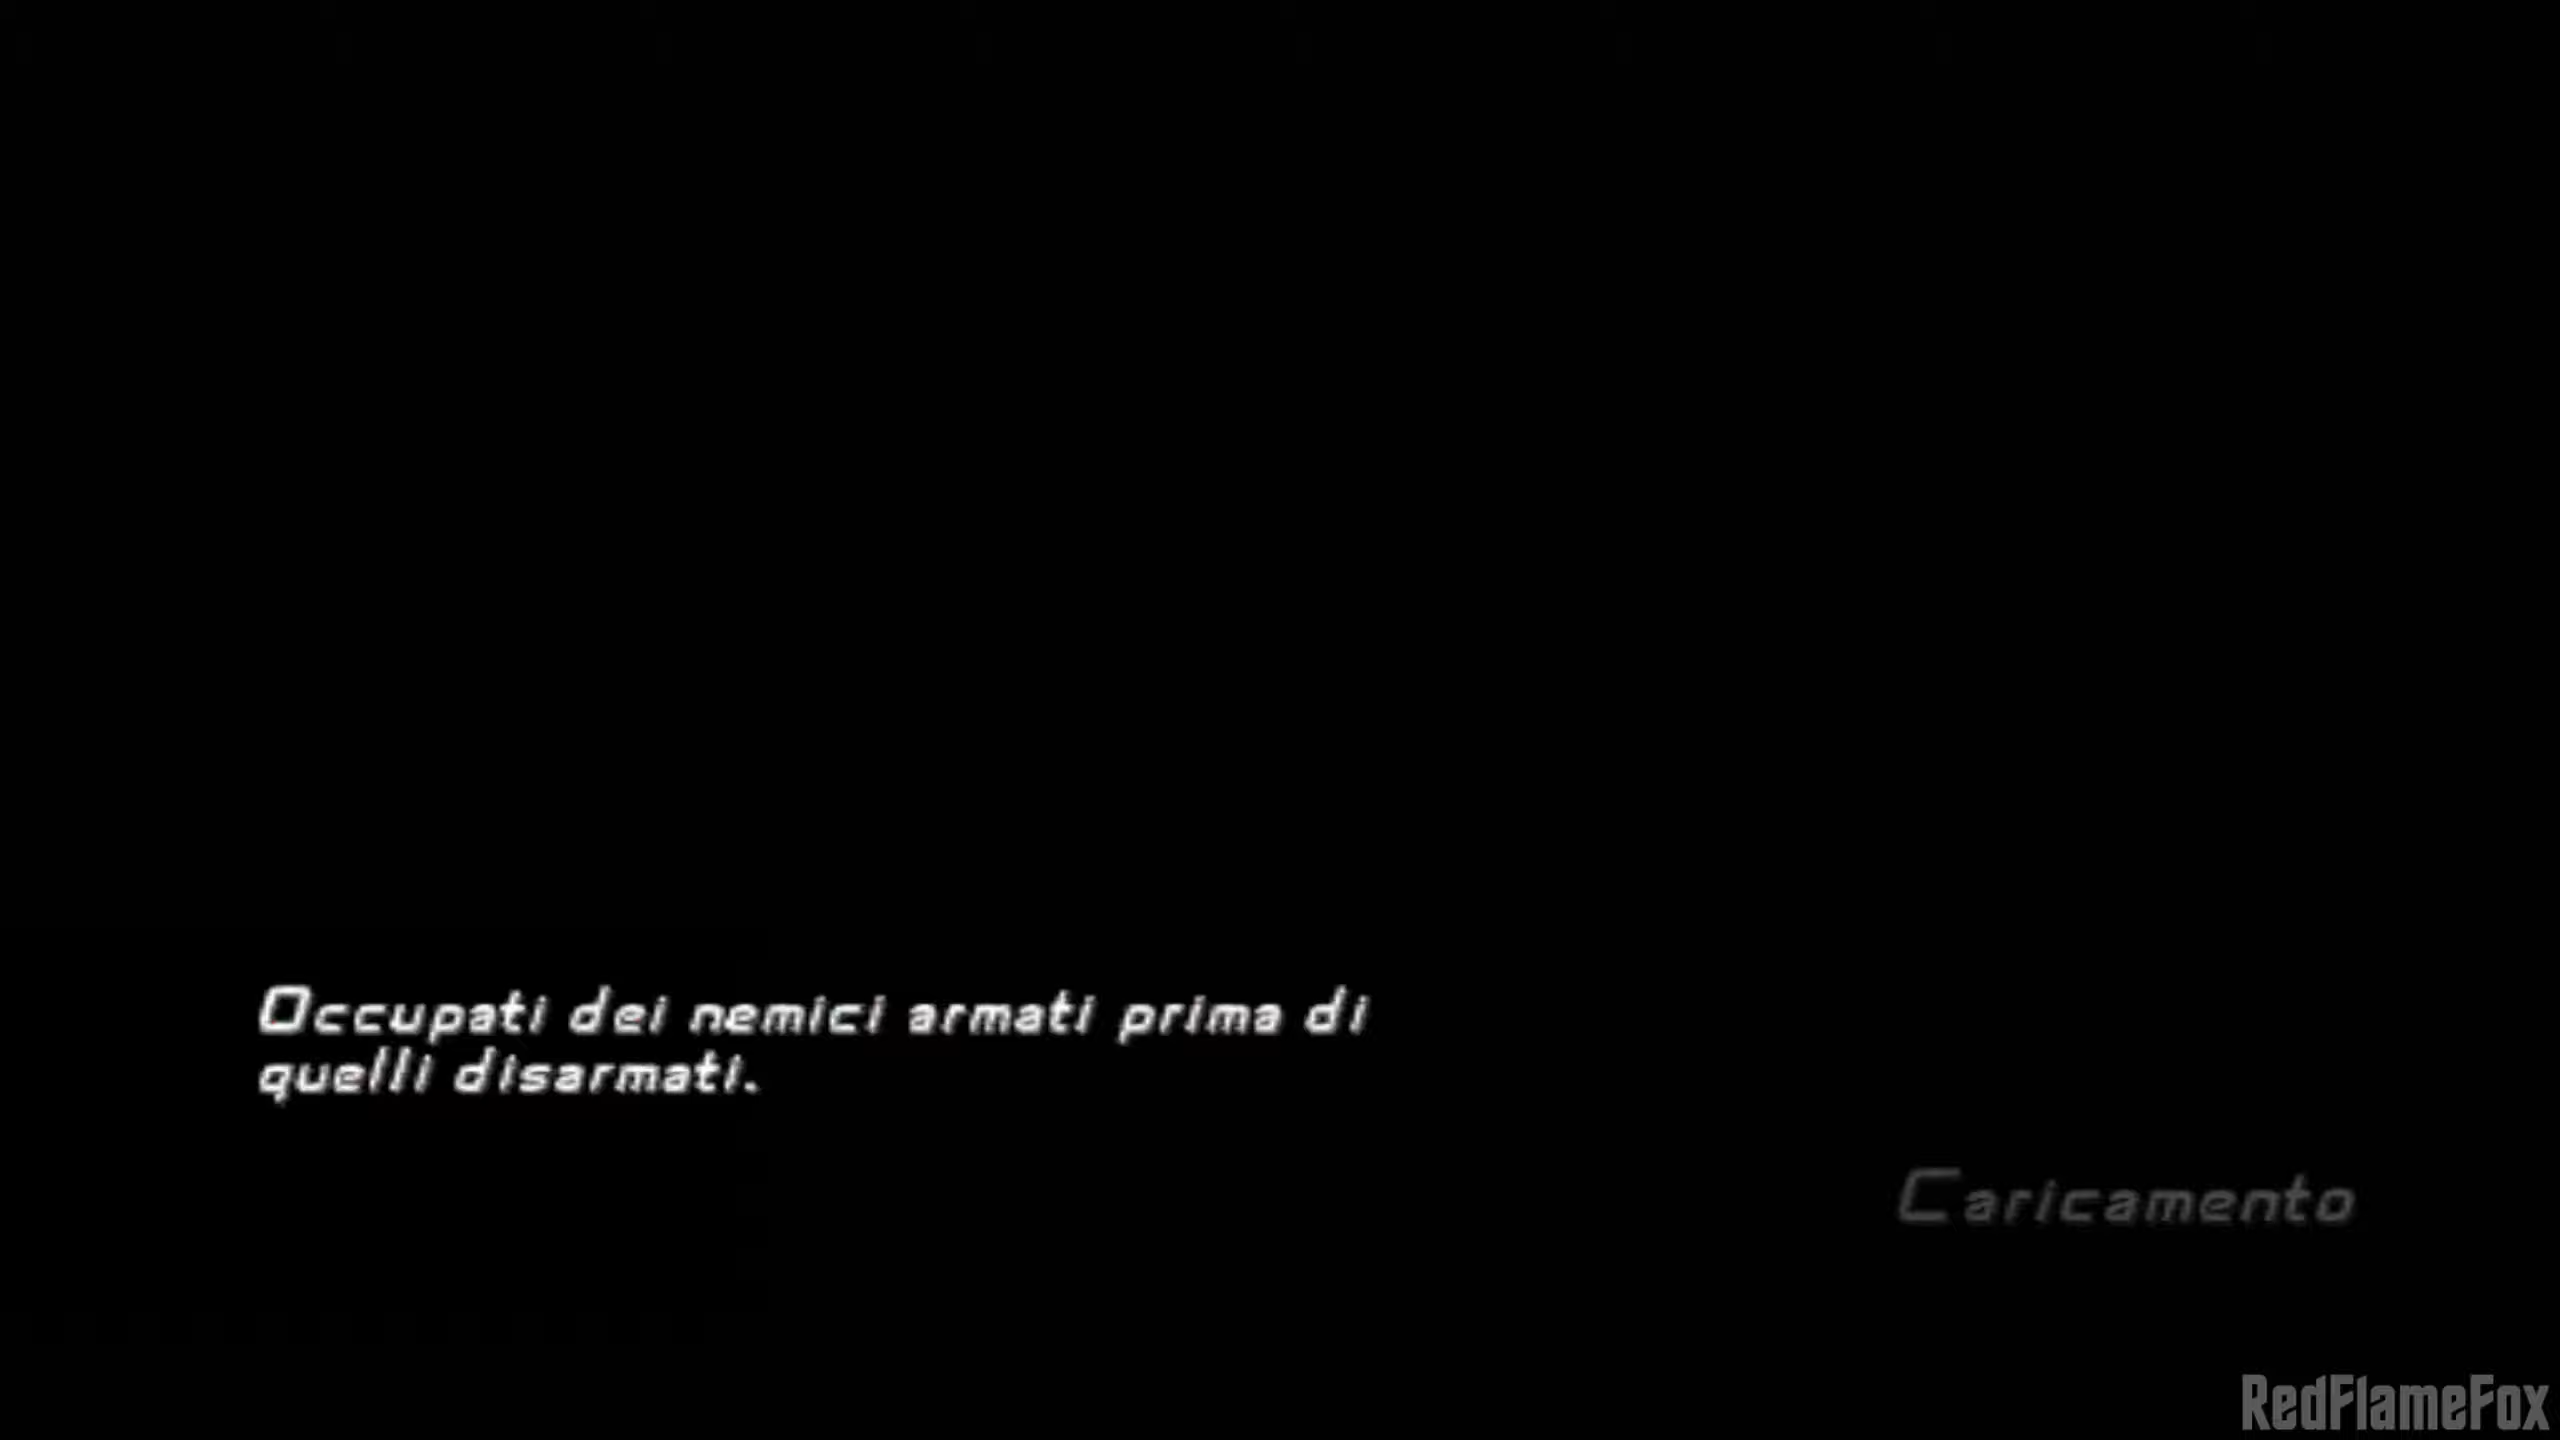 Occupati dei nemici armati prima di
quelli disarmati.
Caricamento
RedFlameFox